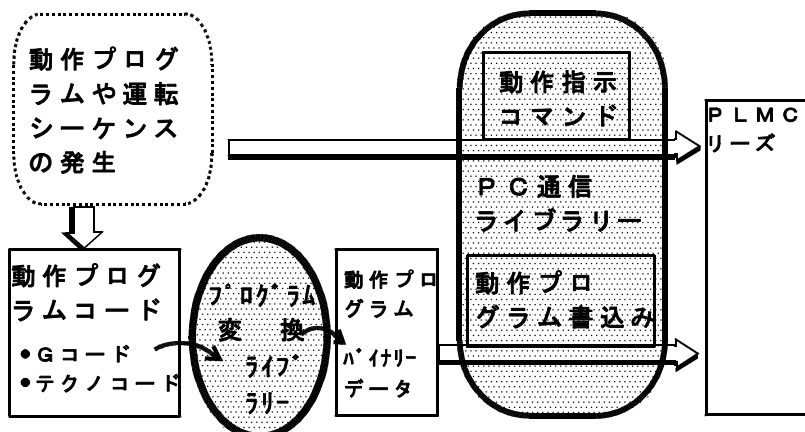 動作プログ
ラムや運転
シーケンス
の発生
動作指示
コマンド
PLMC
リーズ
PC通信
ライブラリー
動作プログ
ラムコード
•Gコード
•テクノコード
ﾌﾟﾛｸﾞﾗﾑ
変 換
ﾗｲﾌﾞ
ﾗﾘｰ
動作プロ
グラム
ﾊﾞｲﾅﾘｰ
データ
動作プロ
グラム書込み